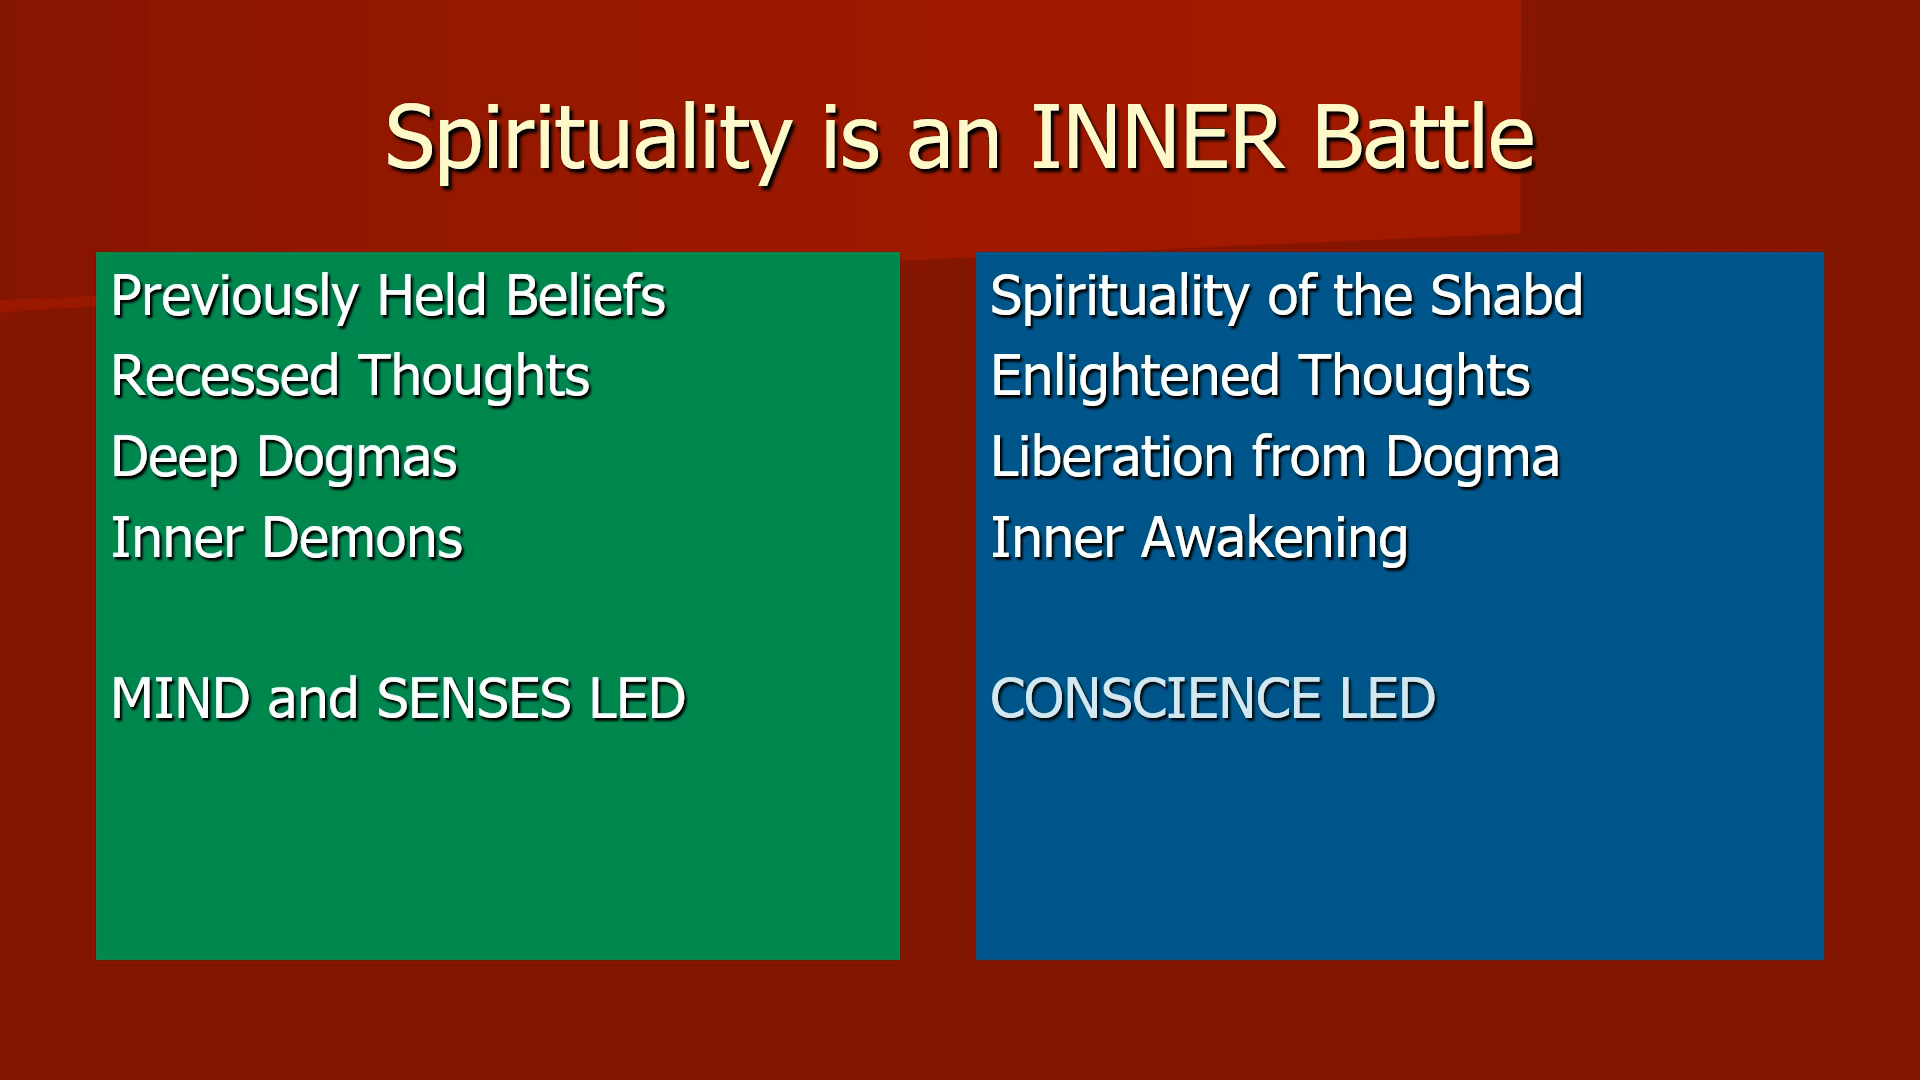 Spirituality is an INNER Battle
Previously Held Beliefs
Recessed Thoughts
Deep Dogmas
Inner Demons
MIND and SENSES LED
Spirituality of the Shabd
Enlightened Thoughts
Liberation from Dogma
Inner Awakening
CONSCIENCE LED